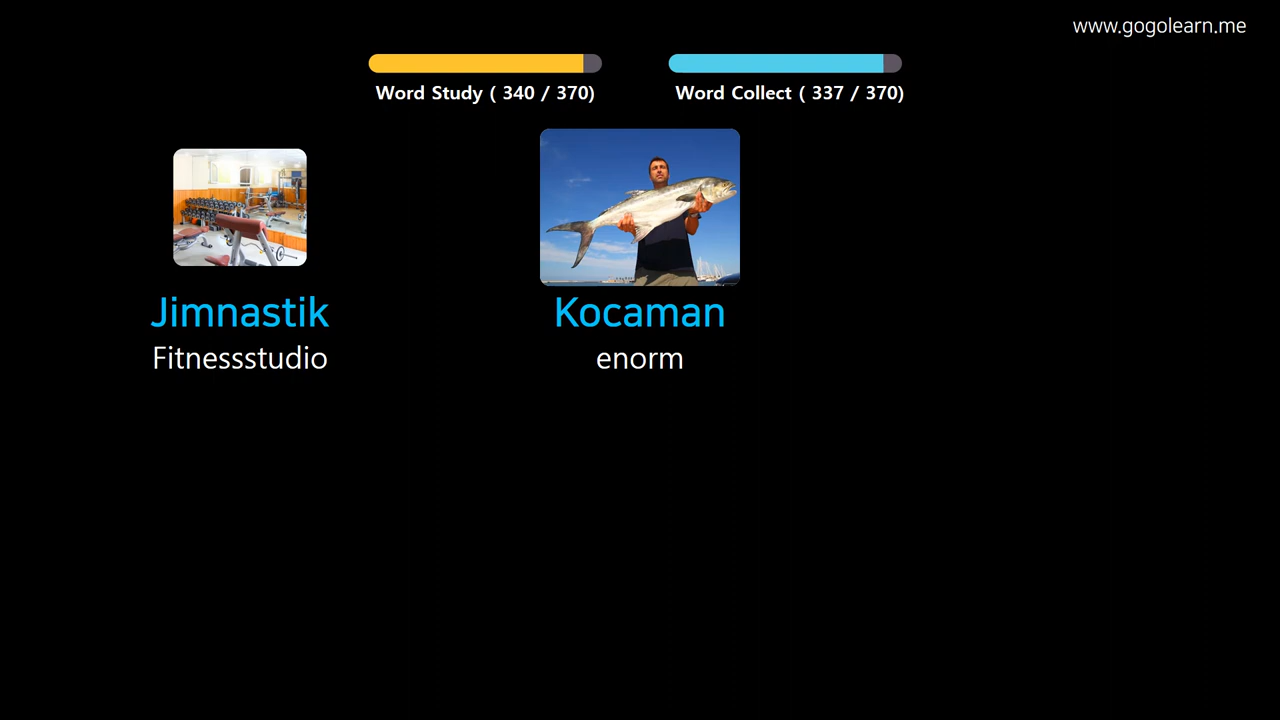 www.gogolearn.me
Word Study ( 340 / 370)
Word Collect ( 337 / 370)
Jimnastik
Fitnessstudio
Kocaman
enorm